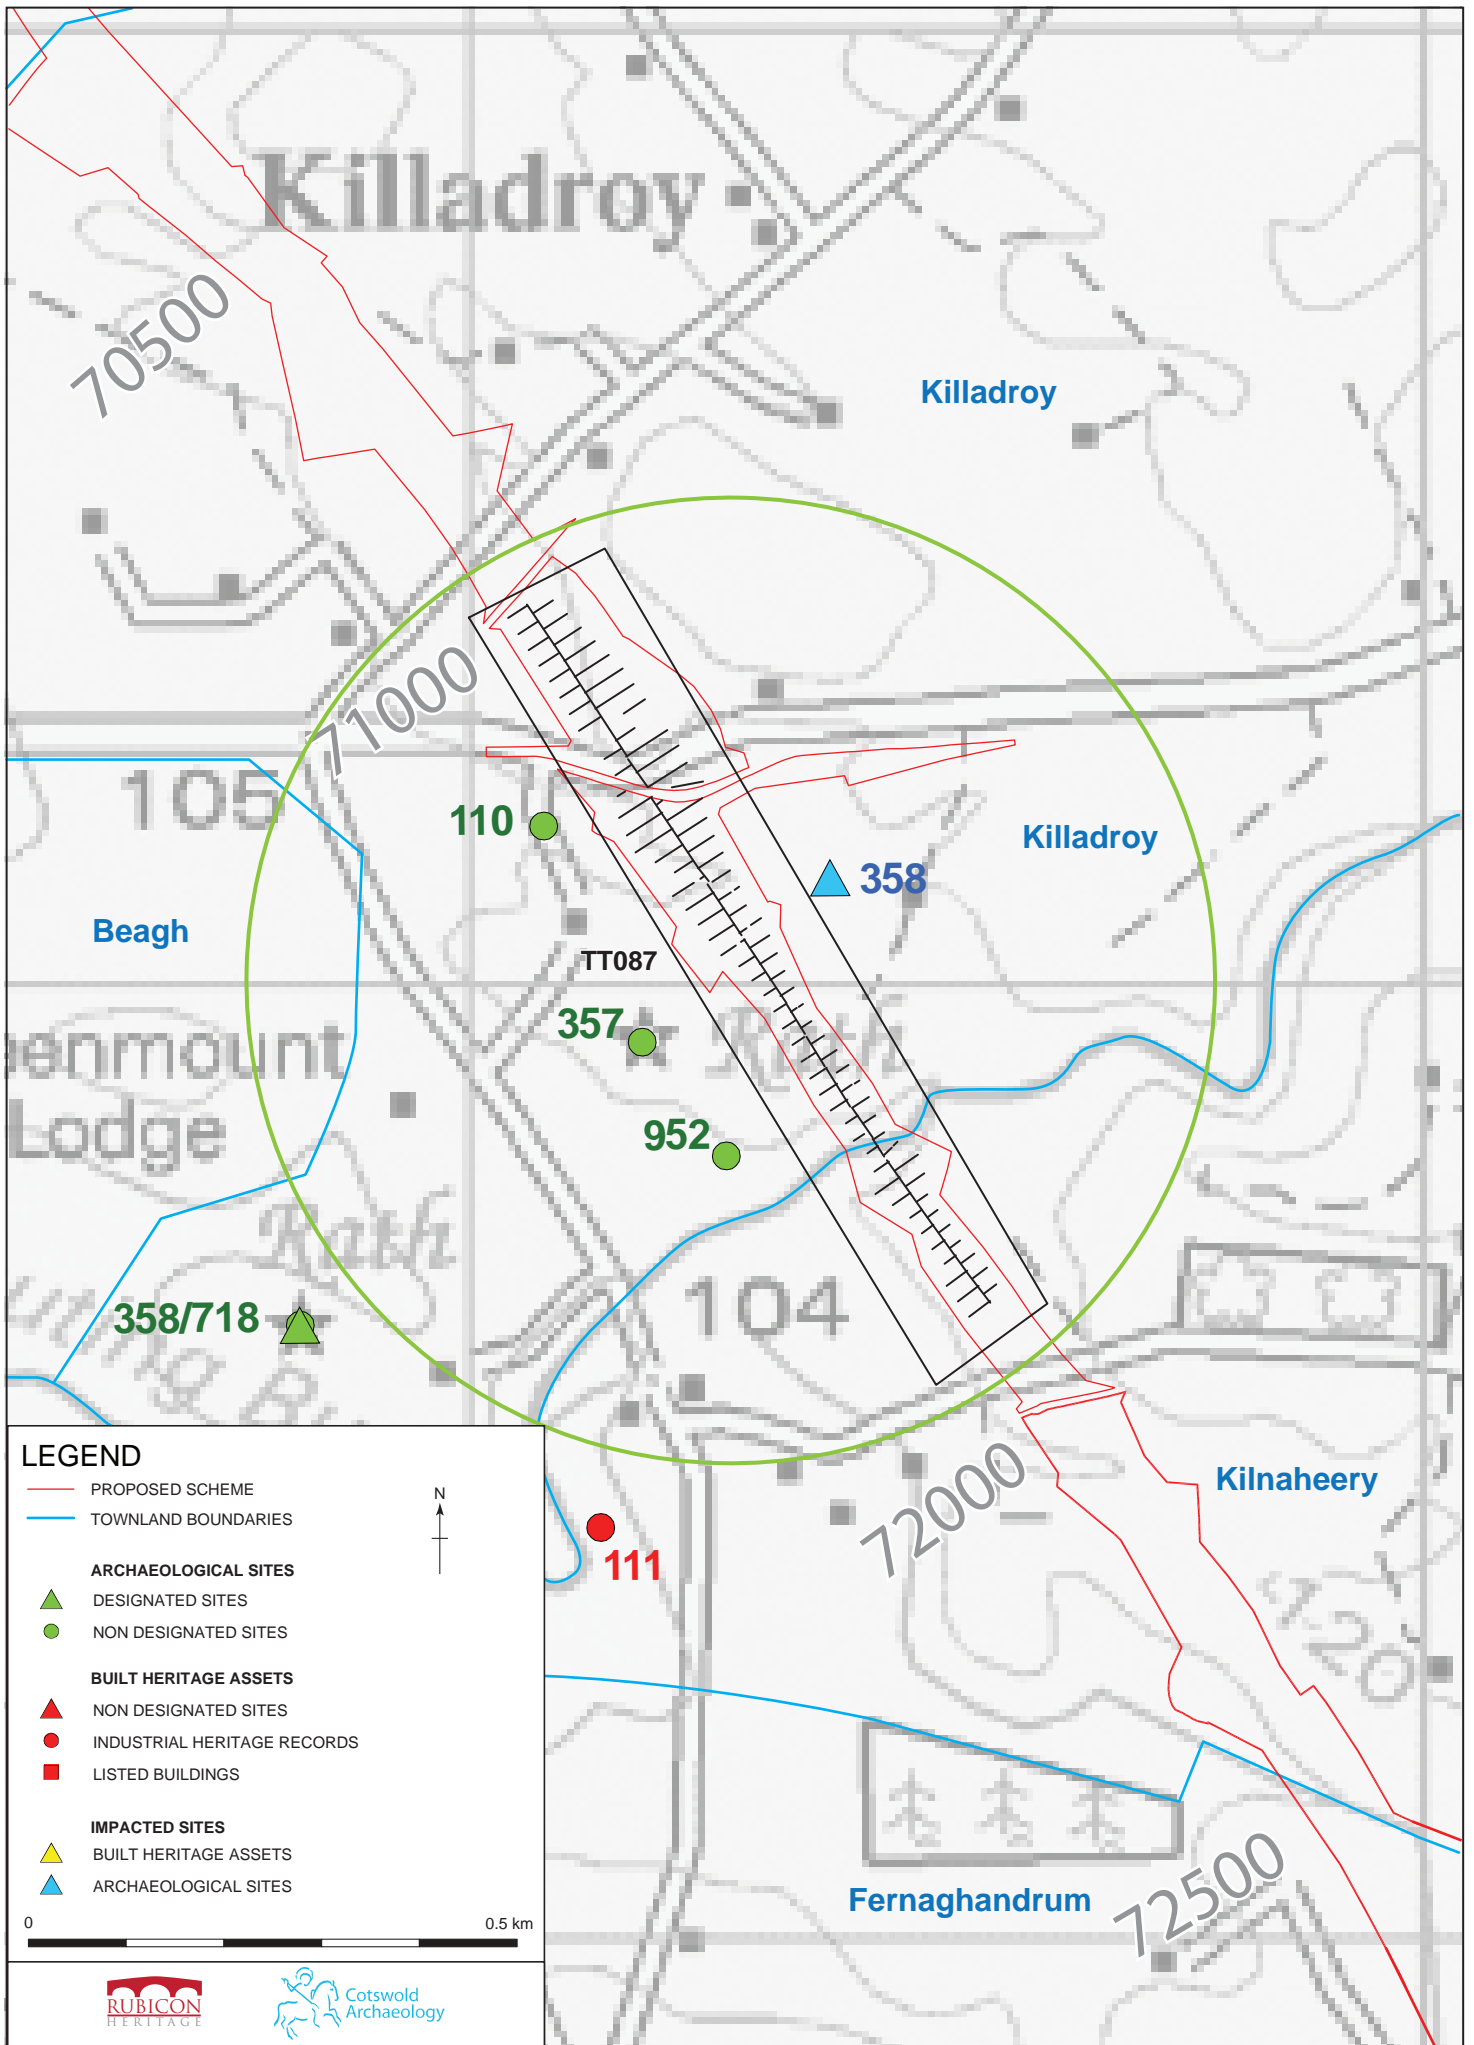 Killadroy
70500
Killadroy
71000
105
110
Killadroy
358
Beagh
TT087
357
Rath
enmount
Lodge
952
Rath
104
358/718
LEGEND
PROPOSED SCHEME
N
TOWNLAND BOUNDARIES
ARCHAEOLOGICAL SITES
DESIGNATED SITES
NON DESIGNATED SITES
BUILT HERITAGE ASSETS
NON DESIGNATED SITES
INDUSTRIAL HERITAGE RECORDS
LISTED BUILDINGS
IMPACTED SITES
BUILT HERITAGE ASSETS
ARCHAEOLOGICAL SITES
0 0.5 km
RUBICON
HERITAGE
Cotswold
Archaeology
72000
Kilnaheery
111
120
Fernaghandrum
72500